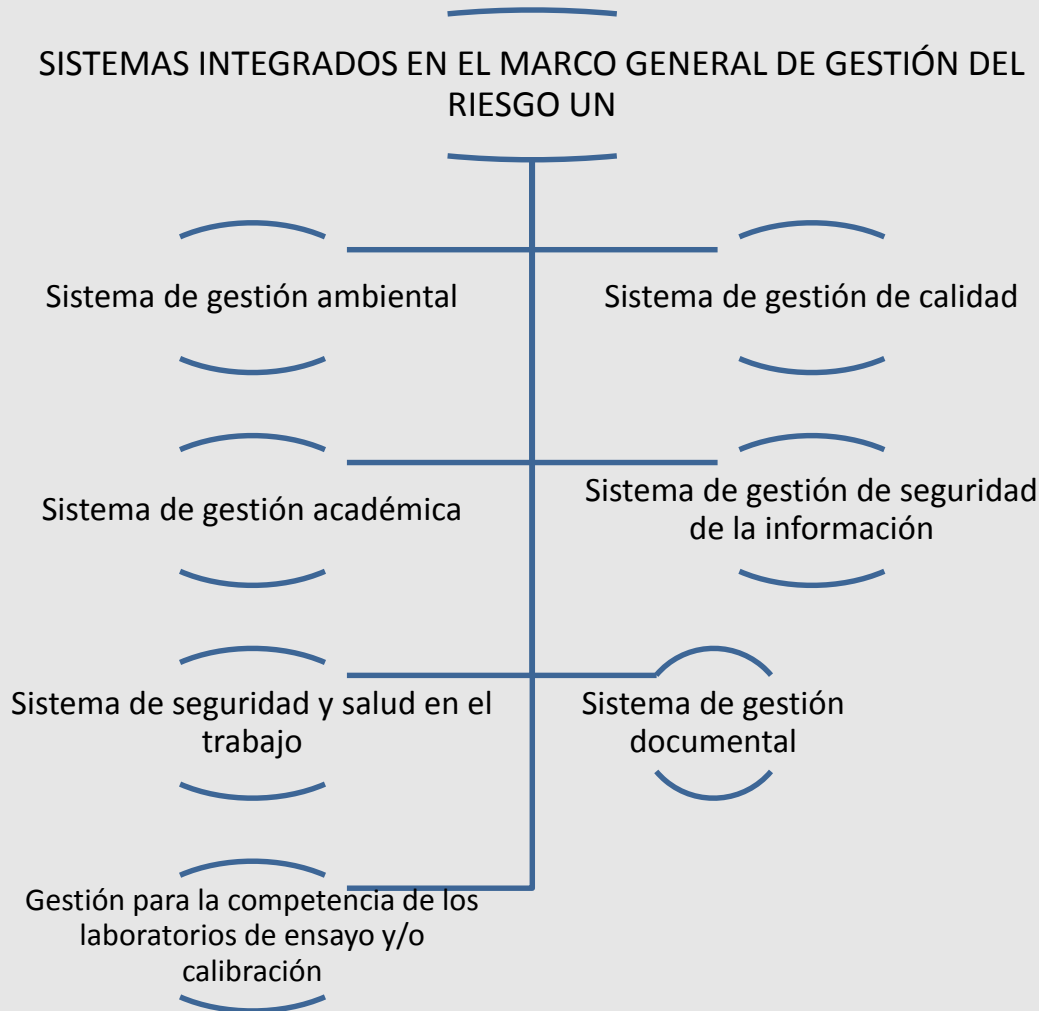 SISTEMAS INTEGRADOS EN EL MARCO GENERAL DE GESTIÓN DEL
RIESGO UN
Sistema de gestión ambiental
Sistema de gestión de calidad
Sistema de gestión académica
Sistema de gestión de seguridad
de la información
Sistema de seguridad y salud en el
trabajo
Sistema de gestión
documental
Gestión para la competencia de los
laboratorios de ensayo y/o
calibración